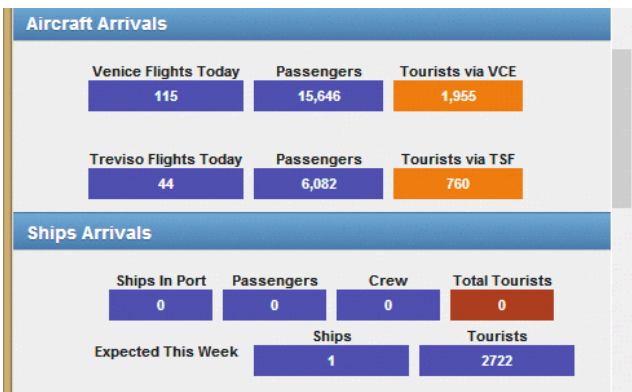 Aircraft Arrivals
Venice Flights Today Passengers Tourists via VCE
115 15,646 1,955
Treviso Flights Today Passengers Tourists via TSF
44 6,082 760
Ships Arrivals
Ships In Port Passengers Crew Total Tourists
0 0 0 0
Ships Tourists
Expected This Week 1 2722